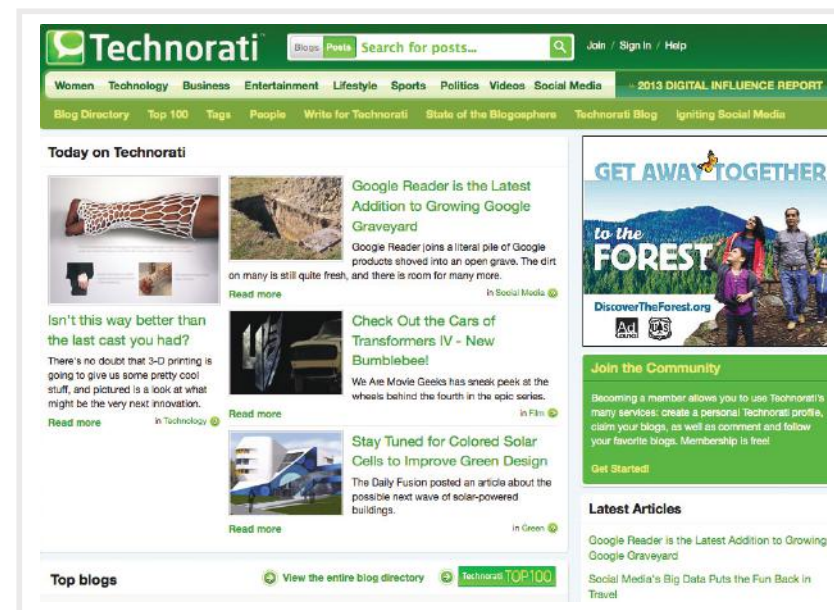 Technorati
Blogs Posts Search for posts...
Join / Sign In / Help
Women Technology Business Entertainment Lifestyle Sports Politics Videos Social Media
2013 DIGITAL INFLUENCE REPORT
Blog Directory Top 100 Tags People Write for Technorati State of the Blogosphere Technorati Blog Igniting Social Media
Today on Technorati
Isn't this way better than
the last cast you had?
There's no doubt that 3-D printing is
going to give us some pretty cool
stuff, and pictured is a look at what
might be the very next innovation.
Read more
in Technology
Google Reader is the Latest
Addition to Growing Google
Graveyard
Google Reader joins a literal pile of Google
products shoved into an open grave. The dirt
on many is still quite fresh, and there is room for many more.
Read more
in Social Media
Check Out the Cars of
Transformers IV - New
Bumblebee!
We Are Movie Geeks has sneak peek at the
wheels behind the fourth in the epic series.
Read more
in Film
Stay Tuned for Colored Solar
Cells to Improve Green Design
The Daily Fusion posted an article about the
possible next wave of solar-powered
buildings.
Read more
in Green
Top blogs
View the entire blog directory
Technorati TOP100
GET AWAY TOGETHER
to the
FOREST
DiscoverTheForest.org
Ad
Join the Community
Becoming a member allows you to use Technorati's
many services: create a personal Technorati profile,
claim your blogs, as well as comment and follow
your favorite blogs. Membership is free!
Get Started!
Latest Articles
Google Reader is the Latest Addition to Growing
Google Graveyard
Social Media's Big Data Puts the Fun Back in
Travel